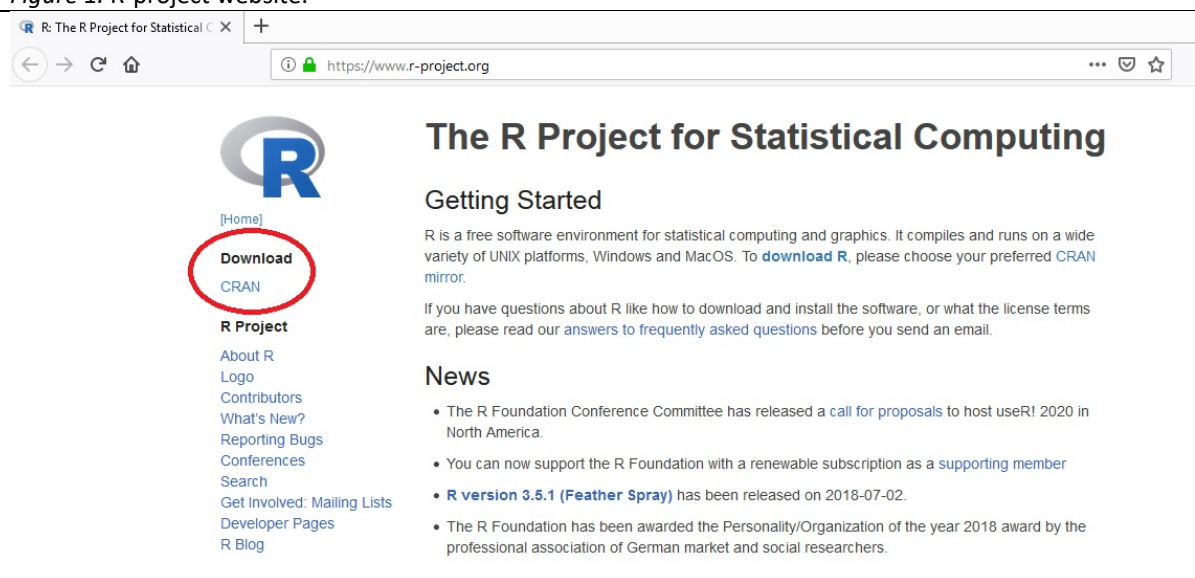 Figure 1. R-project website.
R: The R Project for Statistical C
https://www.r-project.org
R
The R Project for Statistical Computing
[Home]
Download
CRAN
R Project
About R
Logo
Contributors
What's New?
Reporting Bugs
Conferences
Search
Get Involved: Mailing Lists
Developer Pages
R Blog
Getting Started
R is a free software environment for statistical computing and graphics. It compiles and runs on a wide
variety of UNIX platforms, Windows and MacOS. To download R, please choose your preferred CRAN
mirror.
If you have questions about R like how to download and install the software, or what the license terms
are, please read our answers to frequently asked questions before you send an email.
News
• The R Foundation Conference Committee has released a call for proposals to host useR! 2020 in
North America.
• You can now support the R Foundation with a renewable subscription as a supporting member
• R version 3.5.1 (Feather Spray) has been released on 2018-07-02.
• The R Foundation has been awarded the Personality/Organization of the year 2018 award by the
professional association of German market and social researchers.